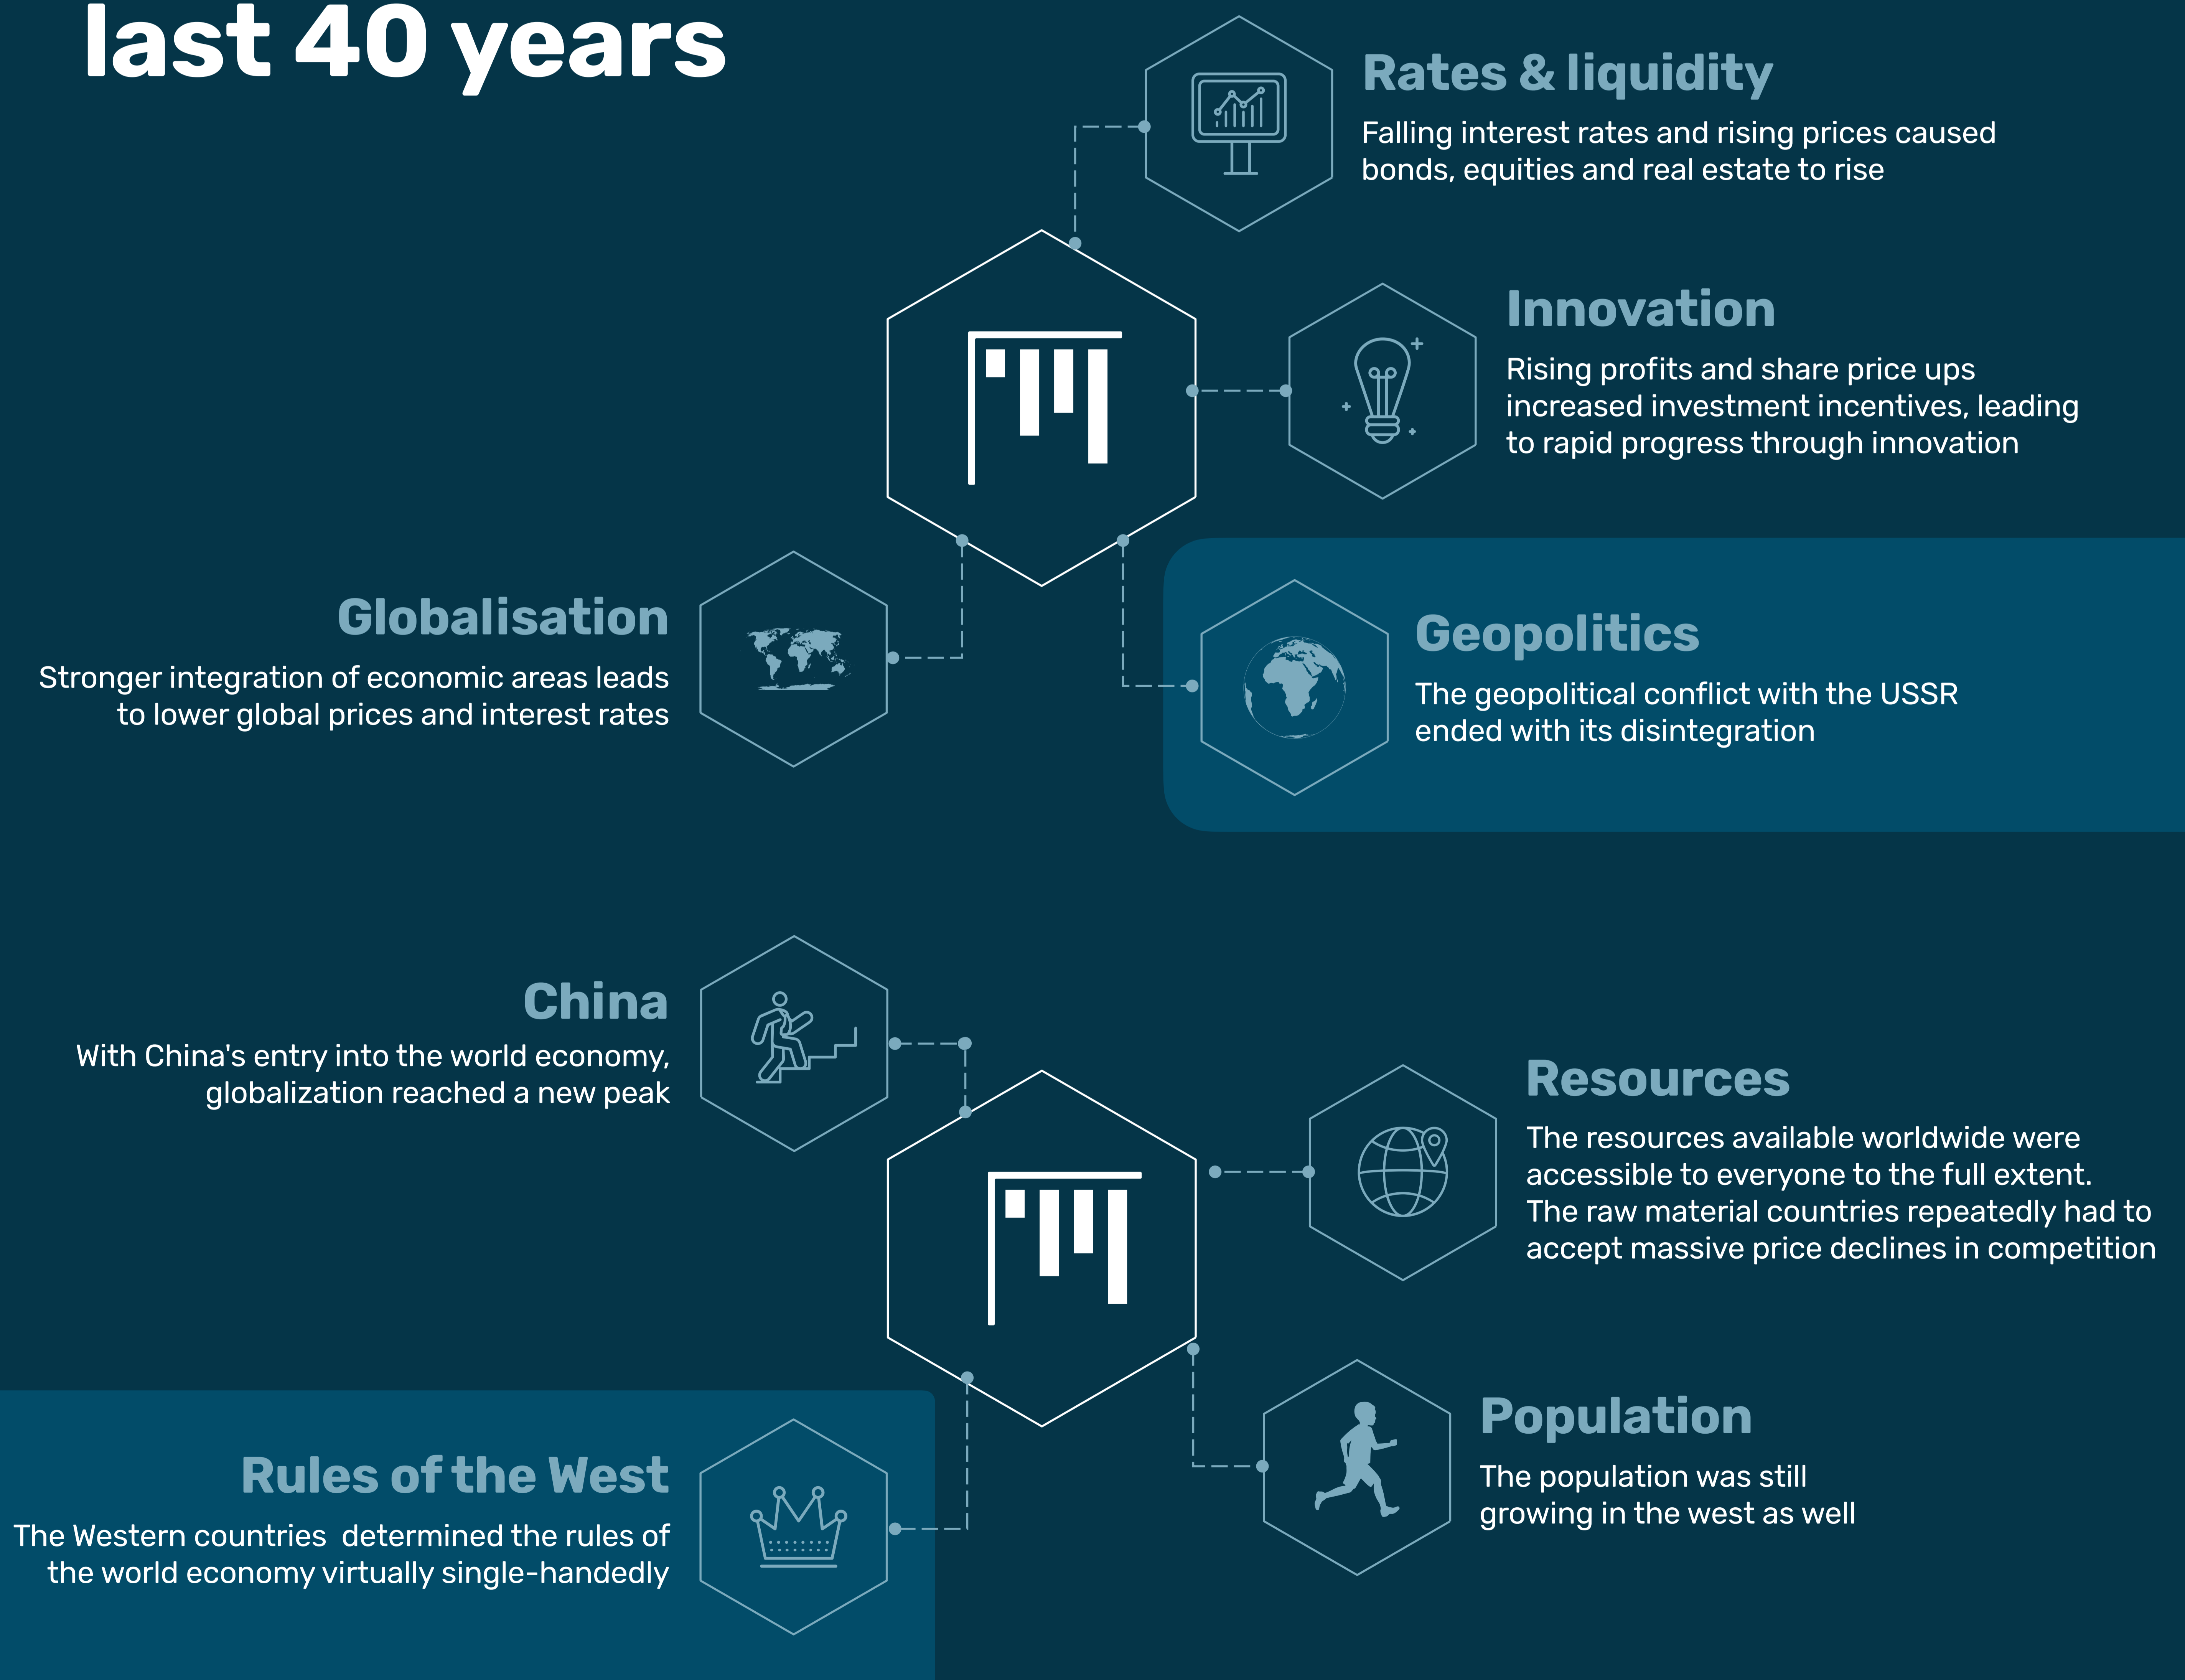 last 40 years
Rates & liquidity
Falling interest rates and rising prices caused
bonds, equities and real estate to rise
Innovation
Rising profits and share price ups
increased investment incentives, leading
to rapid progress through innovation
Globalisation
Stronger integration of economic areas leads
to lower global prices and interest rates
Geopolitics
The geopolitical conflict with the USSR
ended with its disintegration
China
With China's entry into the world economy,
globalization reached a new peak
Resources
The resources available worldwide were
accessible to everyone to the full extent.
The raw material countries repeatedly had to
accept massive price declines in competition
Rules of the West
The Western countries  determined the rules of
the world economy virtually single-handedly
Population
The population was still
growing in the west as well